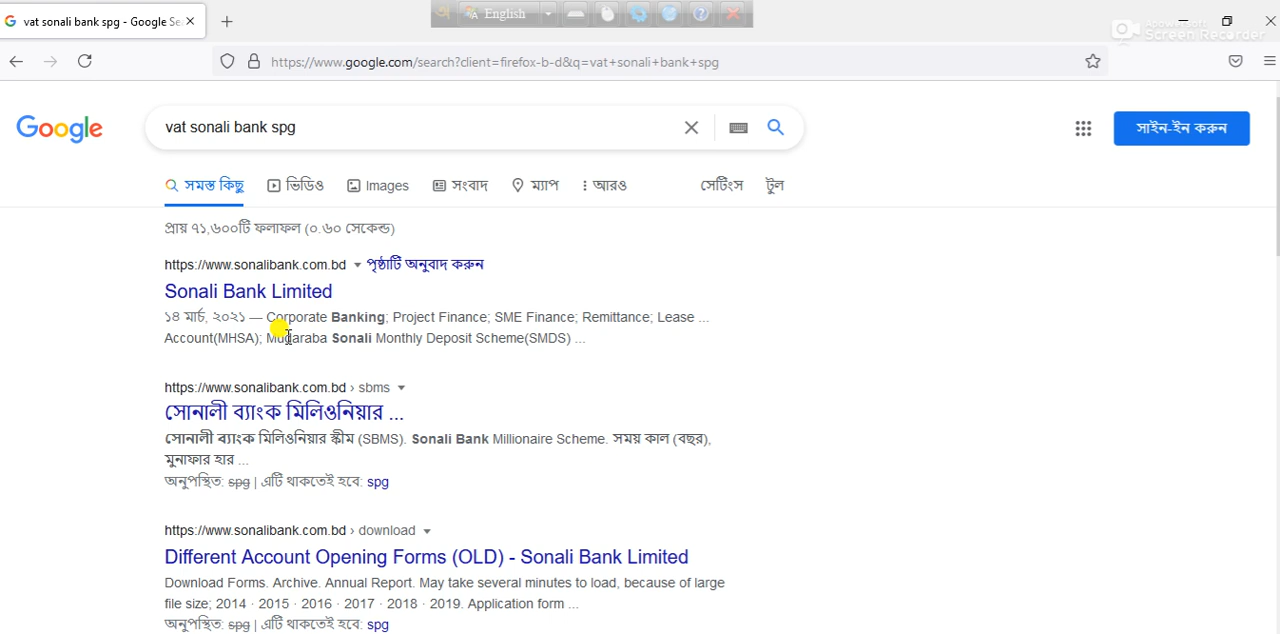 vat sonali bank spg - Google Se
English
Apowersoft
Screen Recorder
https://www.google.com/search?client=firefox-b-d&q=vat+sonali+bank+spg
Google
vat sonali bank spg
সাইন-ইন করুন
সমস্ত কিছু ভিডিও Images সংবাদ ম্যাপ আরও সেটিংস টুল
প্রায় ৭১,৬০০টি ফলাফল (০.৬০ সেকেন্ড)
https://www.sonalibank.com.bd পৃষ্ঠাটি অনুবাদ করুন
Sonali Bank Limited
১৪ মার্চ, ২০২১ — Corporate Banking; Project Finance; SME Finance; Remittance; Lease ...
Account(MHSA); Mudaraba Sonali Monthly Deposit Scheme(SMDS) ...
https://www.sonalibank.com.bd › sbms
সোনালী ব্যাংক মিলিওনিয়ার ...
সোনালী ব্যাংক মিলিওনিয়ার স্কীম (SBMS). Sonali Bank Millionaire Scheme. সময় কাল (বছর),
মুনাফার হার ...
অনুপস্থিত: spg | এটি থাকতেই হবে: spg
https://www.sonalibank.com.bd › download
Different Account Opening Forms (OLD) - Sonali Bank Limited
Download Forms. Archive. Annual Report. May take several minutes to load, because of large
file size; 2014 · 2015 · 2016 · 2017 · 2018 · 2019. Application form ...
অনুপস্থিত: spg | এটি থাকতেই হবে: spg